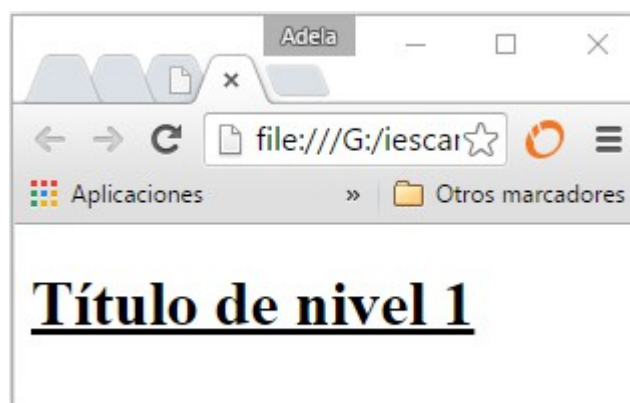 Adela
file:///G:/iescar
Aplicaciones » Otros marcadores
Título de nivel 1